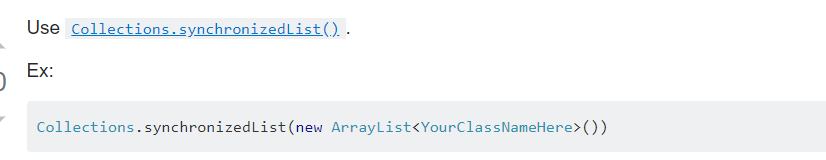 Use Collections.synchronizedList() .
Ex:
Collections.synchronizedList(new ArrayList<YourClassNameHere>())